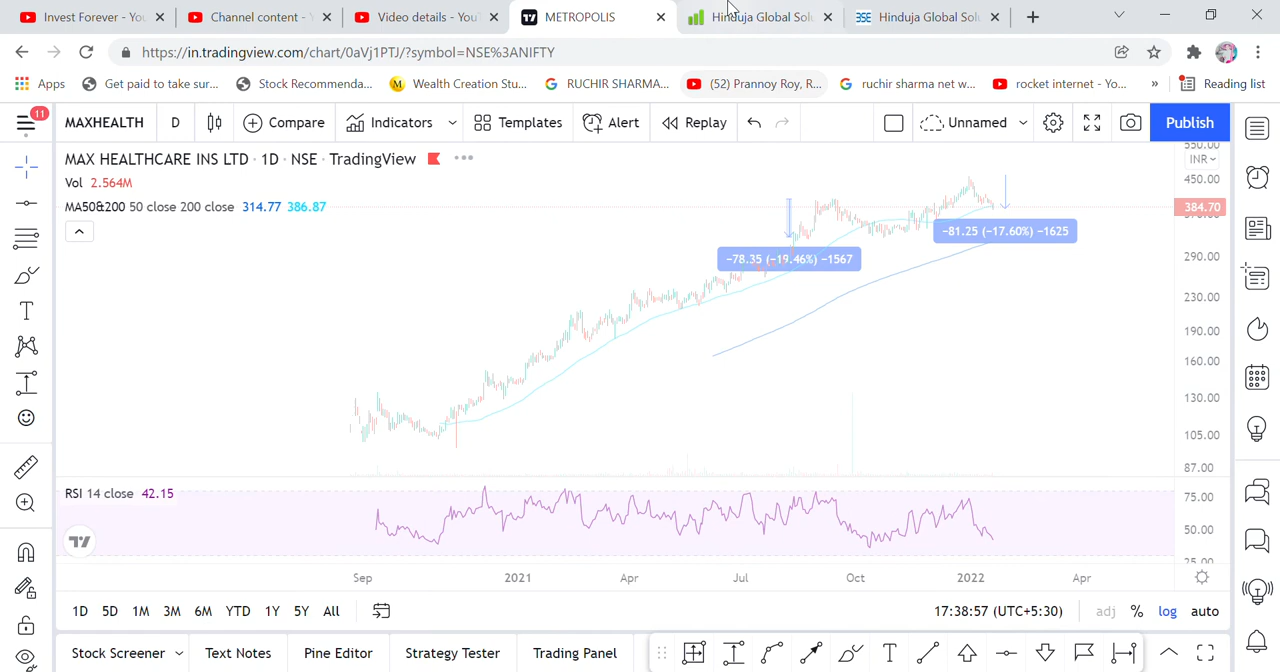 Invest Forever - You
Channel content -
Video details - You
METROPOLIS
Hinduja Global Sol
Hinduja Global Sol
https://in.tradingview.com/chart/0aVj1PTJ/?symbol=NSE%3ANIFTY
Apps
Get paid to take sur...
Stock Recommenda...
Wealth Creation Stu...
RUCHIR SHARMA...
(52) Prannoy Roy, R...
ruchir sharma net w...
rocket internet - Yo...
»
Reading list
11
MAXHEALTH
D
Compare
Indicators
Templates
Alert
Replay
Unnamed
Publish
MAX HEALTHCARE INS LTD · 1D · NSE · TradingView
Vol 2.564M
MA50&200 50 close 200 close 314.77 386.87
550.00
INR
450.00
384.70
290.00
230.00
190.00
160.00
130.00
105.00
87.00
−78.35 (−19.46%) −1567
−81.25 (−17.60%) −1625
RSI 14 close 42.15
75.00
50.00
25.00
Sep
2021
Apr
Jul
Oct
2022
Apr
1D 5D 1M 3M 6M YTD 1Y 5Y All
17:38:57 (UTC+5:30)
adj % log auto
Stock Screener
Text Notes
Pine Editor
Strategy Tester
Trading Panel